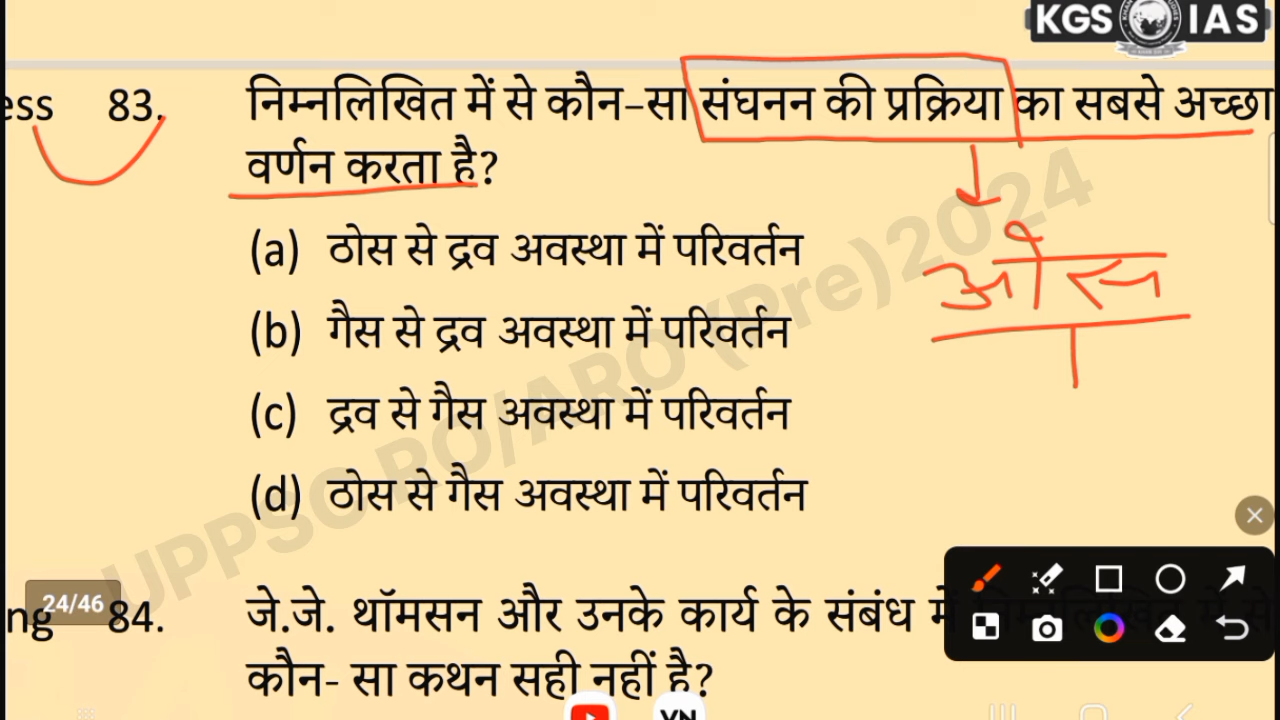 KGS IAS
ess 83. निम्नलिखित में से कौन–सा संघनन की प्रक्रिया का सबसे अच्छा
वर्णन करता है?
(a) ठोस से द्रव अवस्था में परिवर्तन
ओस
(b) गैस से द्रव अवस्था में परिवर्तन
(c) द्रव से गैस अवस्था में परिवर्तन
(d) ठोस से गैस अवस्था में परिवर्तन
UPPSC RO/ARO (Pre) 2024
24/46
ng 84. जे.जे. थॉमसन और उनके कार्य के संबंध में निम्नलिखित में से
कौन- सा कथन सही नहीं है?
VN